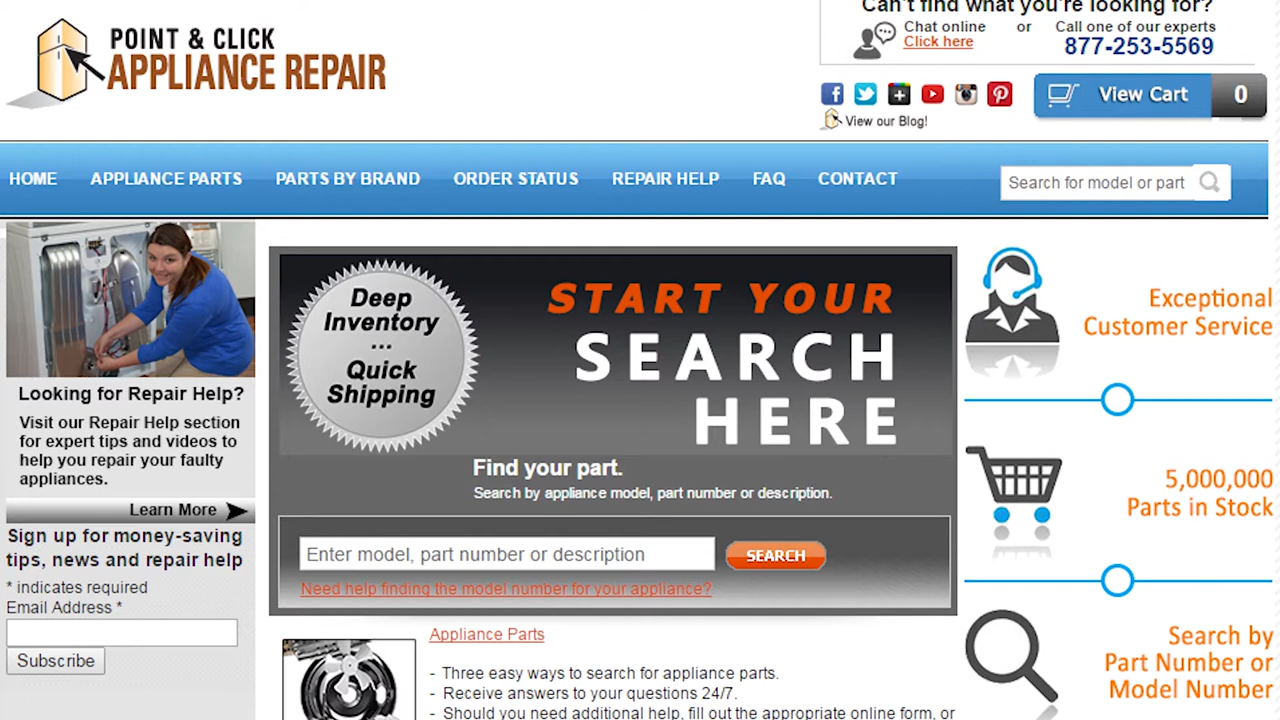 Can't find what you're looking for?
Chat online or Call one of our experts
Click here 877-253-5569
POINT & CLICK
APPLIANCE REPAIR
View Cart 0
View our Blog!
HOME APPLIANCE PARTS PARTS BY BRAND ORDER STATUS REPAIR HELP FAQ CONTACT
Search for model or part
Looking for Repair Help?
Visit our Repair Help section
for expert tips and videos to
help you repair your faulty
appliances.
Learn More
Sign up for money-saving
tips, news and repair help
* indicates required
Email Address *
Subscribe
Deep
Inventory
...
Quick
Shipping
START YOUR
SEARCH
HERE
Find your part.
Search by appliance model, part number or description.
Enter model, part number or description
SEARCH
Need help finding the model number for your appliance?
Appliance Parts
- Three easy ways to search for appliance parts.
- Receive answers to your questions 24/7.
- Should you need additional help, fill out the appropriate online form, or
Exceptional
Customer Service
5,000,000
Parts in Stock
Search by
Part Number or
Model Number